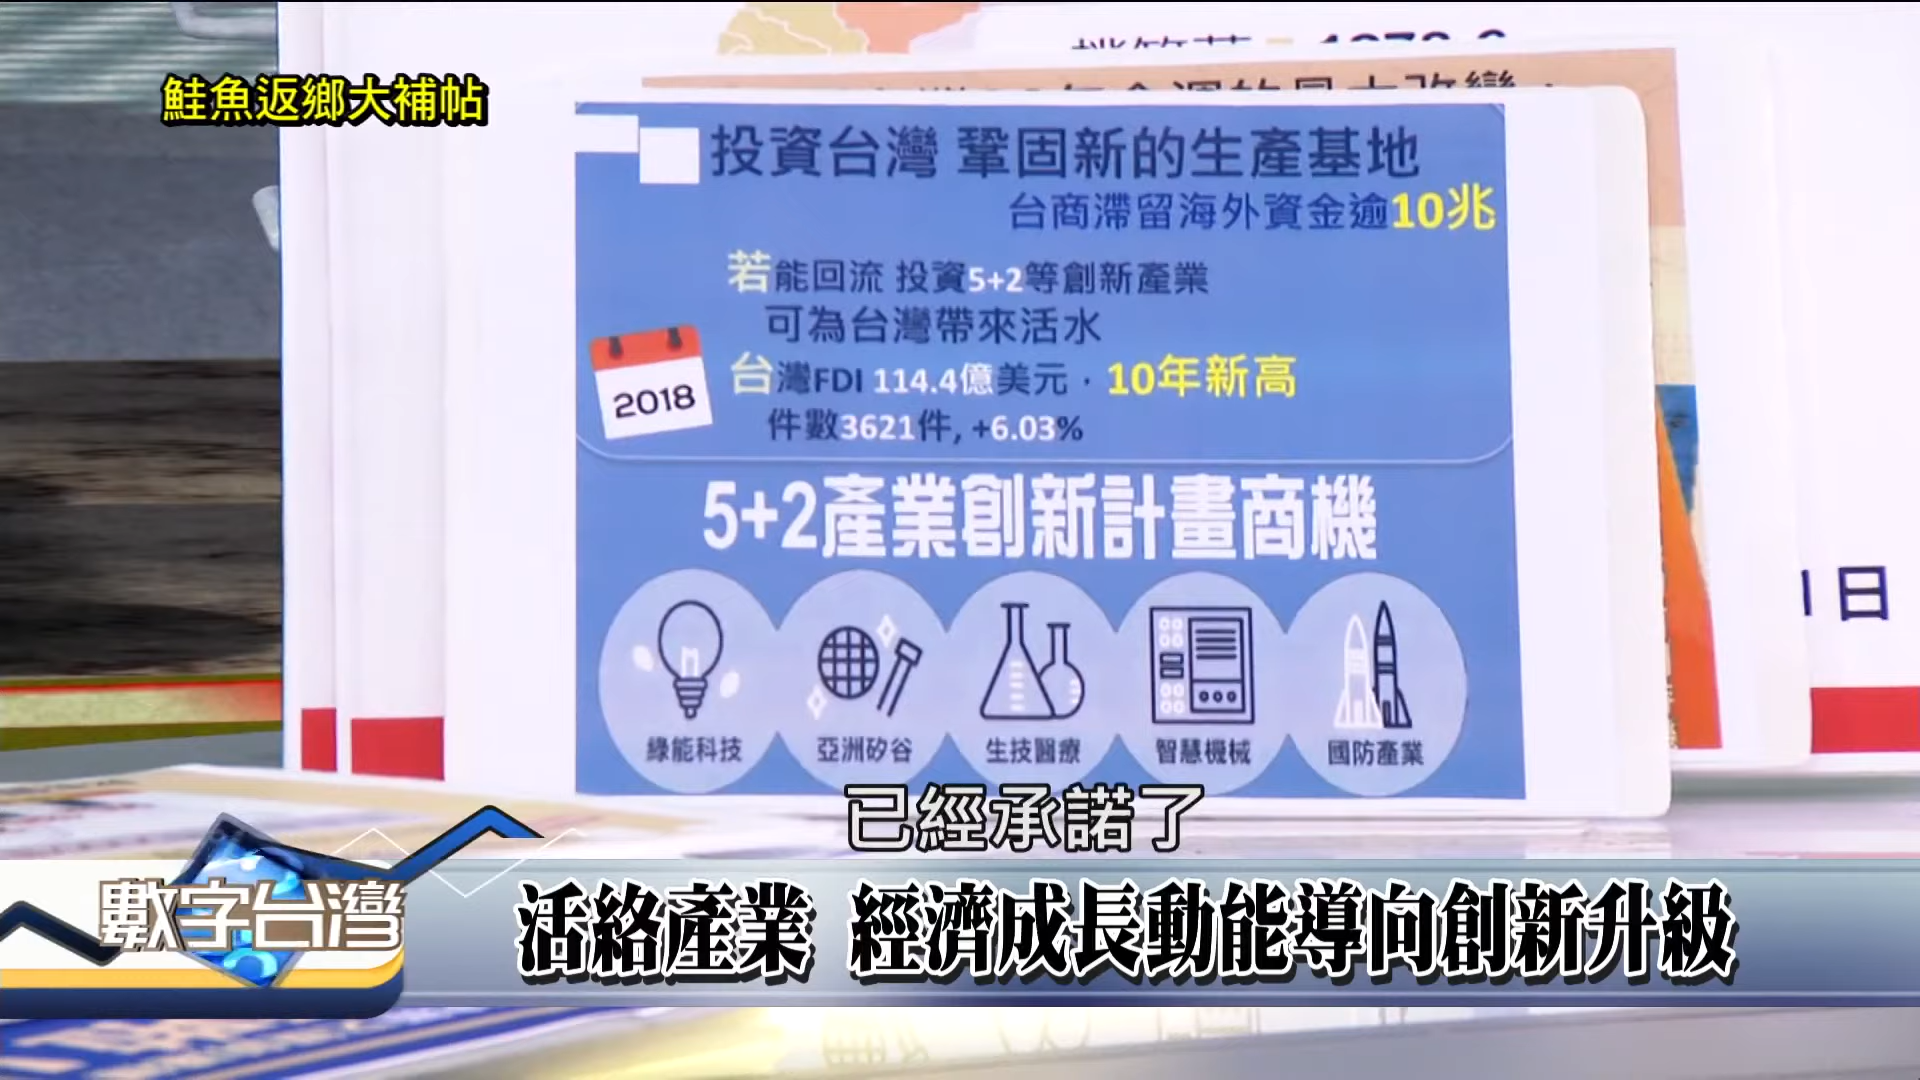 鮭魚返鄉大補帖
投資台灣 鞏固新的生產基地
台商滯留海外資金逾10兆
若能回流 投資5+2等創新產業
可為台灣帶來活水
2018
台灣FDI 114.4億美元，10年新高
件數3621件, +6.03%
5+2產業創新計畫商機
綠能科技
亞洲矽谷
生技醫療
智慧機械
國防產業
日
已經承諾了
數字台灣
活絡產業 經濟成長動能導向創新升級